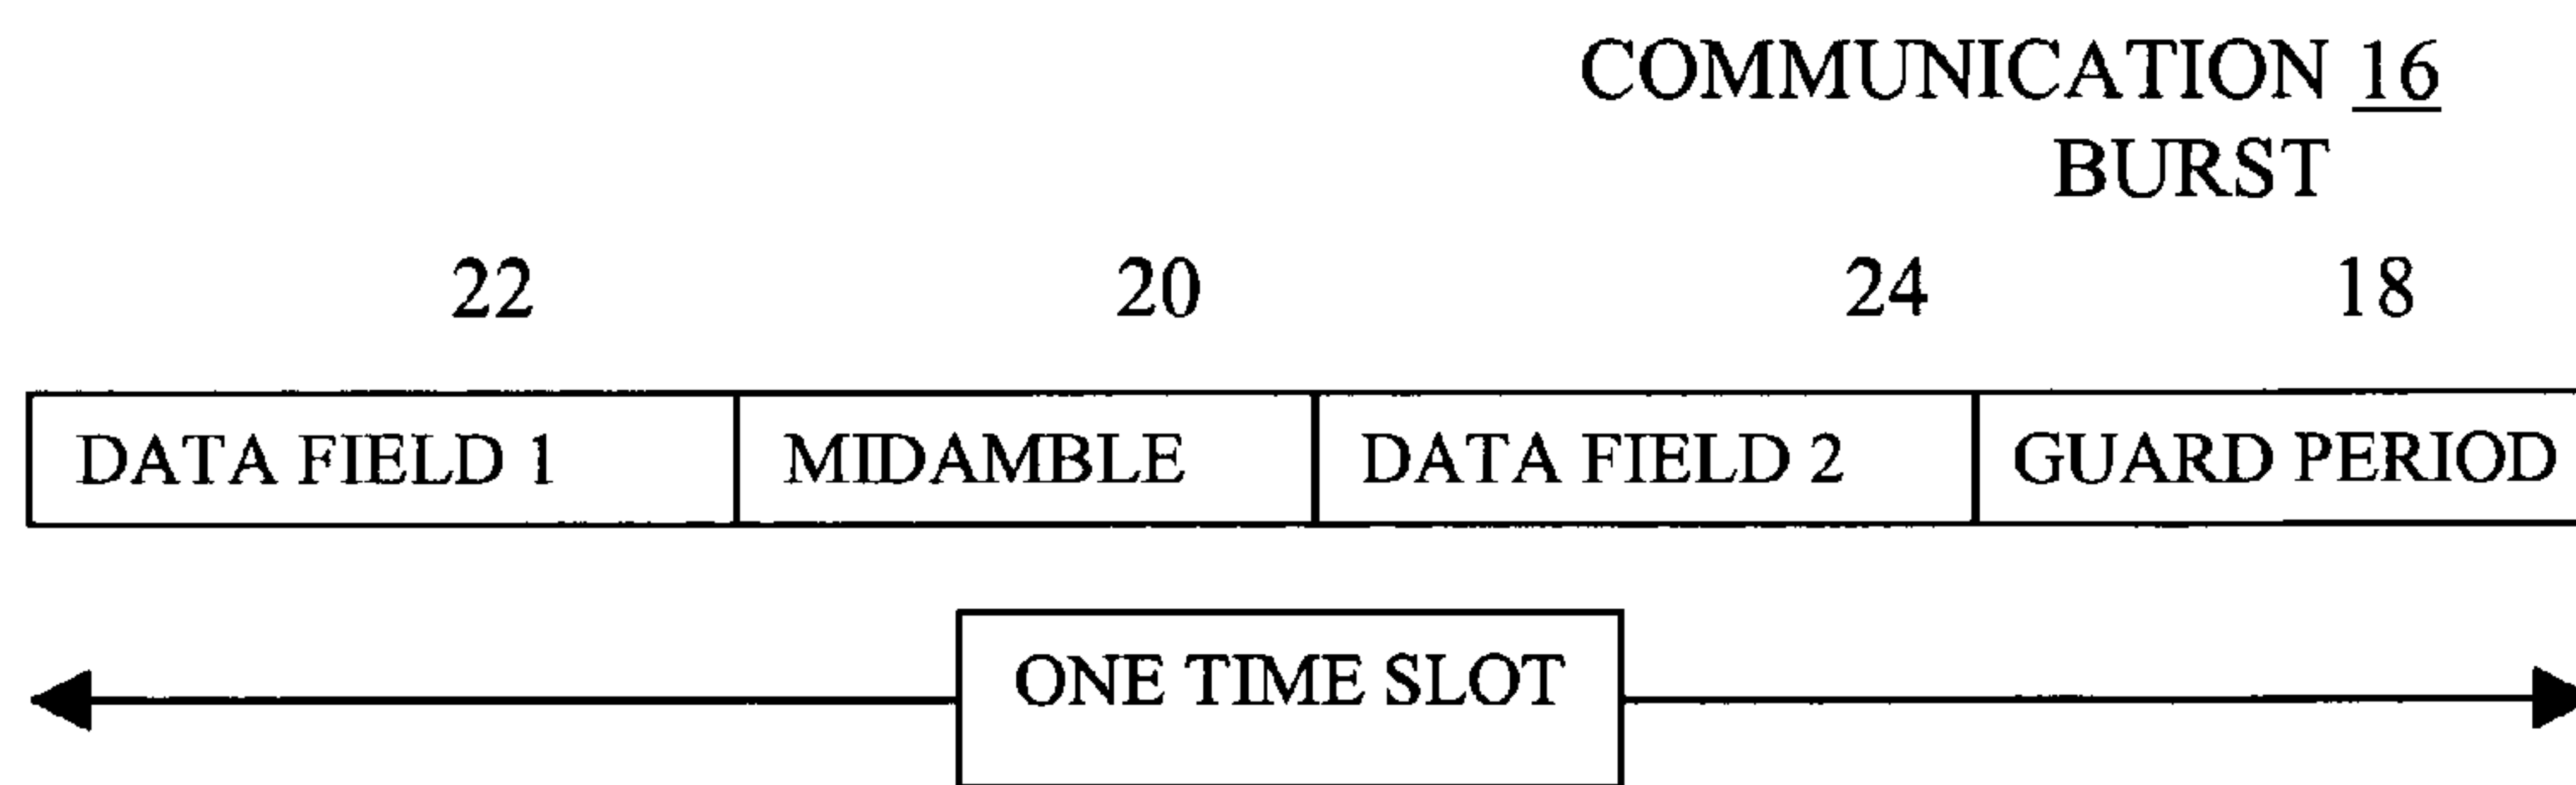 COMMUNICATION 16
BURST
22 20 24 18
DATA FIELD 1 MIDAMBLE DATA FIELD 2 GUARD PERIOD
ONE TIME SLOT